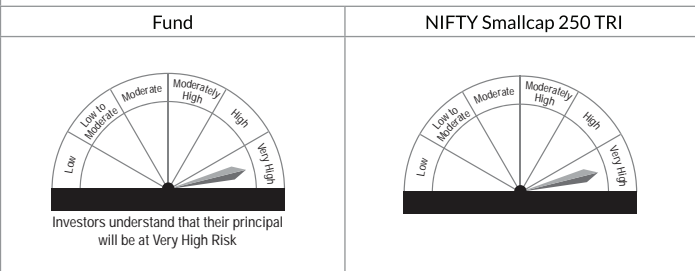 Fund
NIFTY Smallcap 250 TRI
Low
Low to
Moderate
Moderate
Moderately
High
High
Very High
Low
Low to
Moderate
Moderate
Moderately
High
High
Very High
Investors understand that their principal
will be at Very High Risk